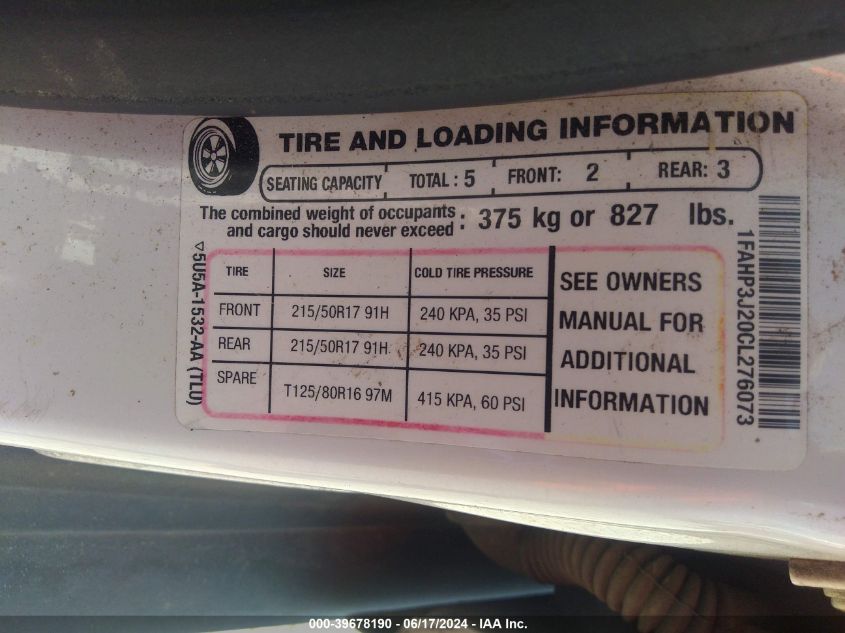 TIRE AND LOADING INFORMATION
SEATING CAPACITY TOTAL : 5 FRONT: 2 REAR: 3
The combined weight of occupants
and cargo should never exceed : 375 kg or 827 lbs.
TIRE SIZE COLD TIRE PRESSURE
FRONT 215/50R17 91H 240 KPA, 35 PSI
REAR 215/50R17 91H 240 KPA, 35 PSI
SPARE T125/80R16 97M 415 KPA, 60 PSI
SEE OWNERS
MANUAL FOR
ADDITIONAL
INFORMATION
5U5A-1532-AA (TLU)
1FAHP3J20CL276073
000-39678190 - 06/17/2024 - IAA Inc.